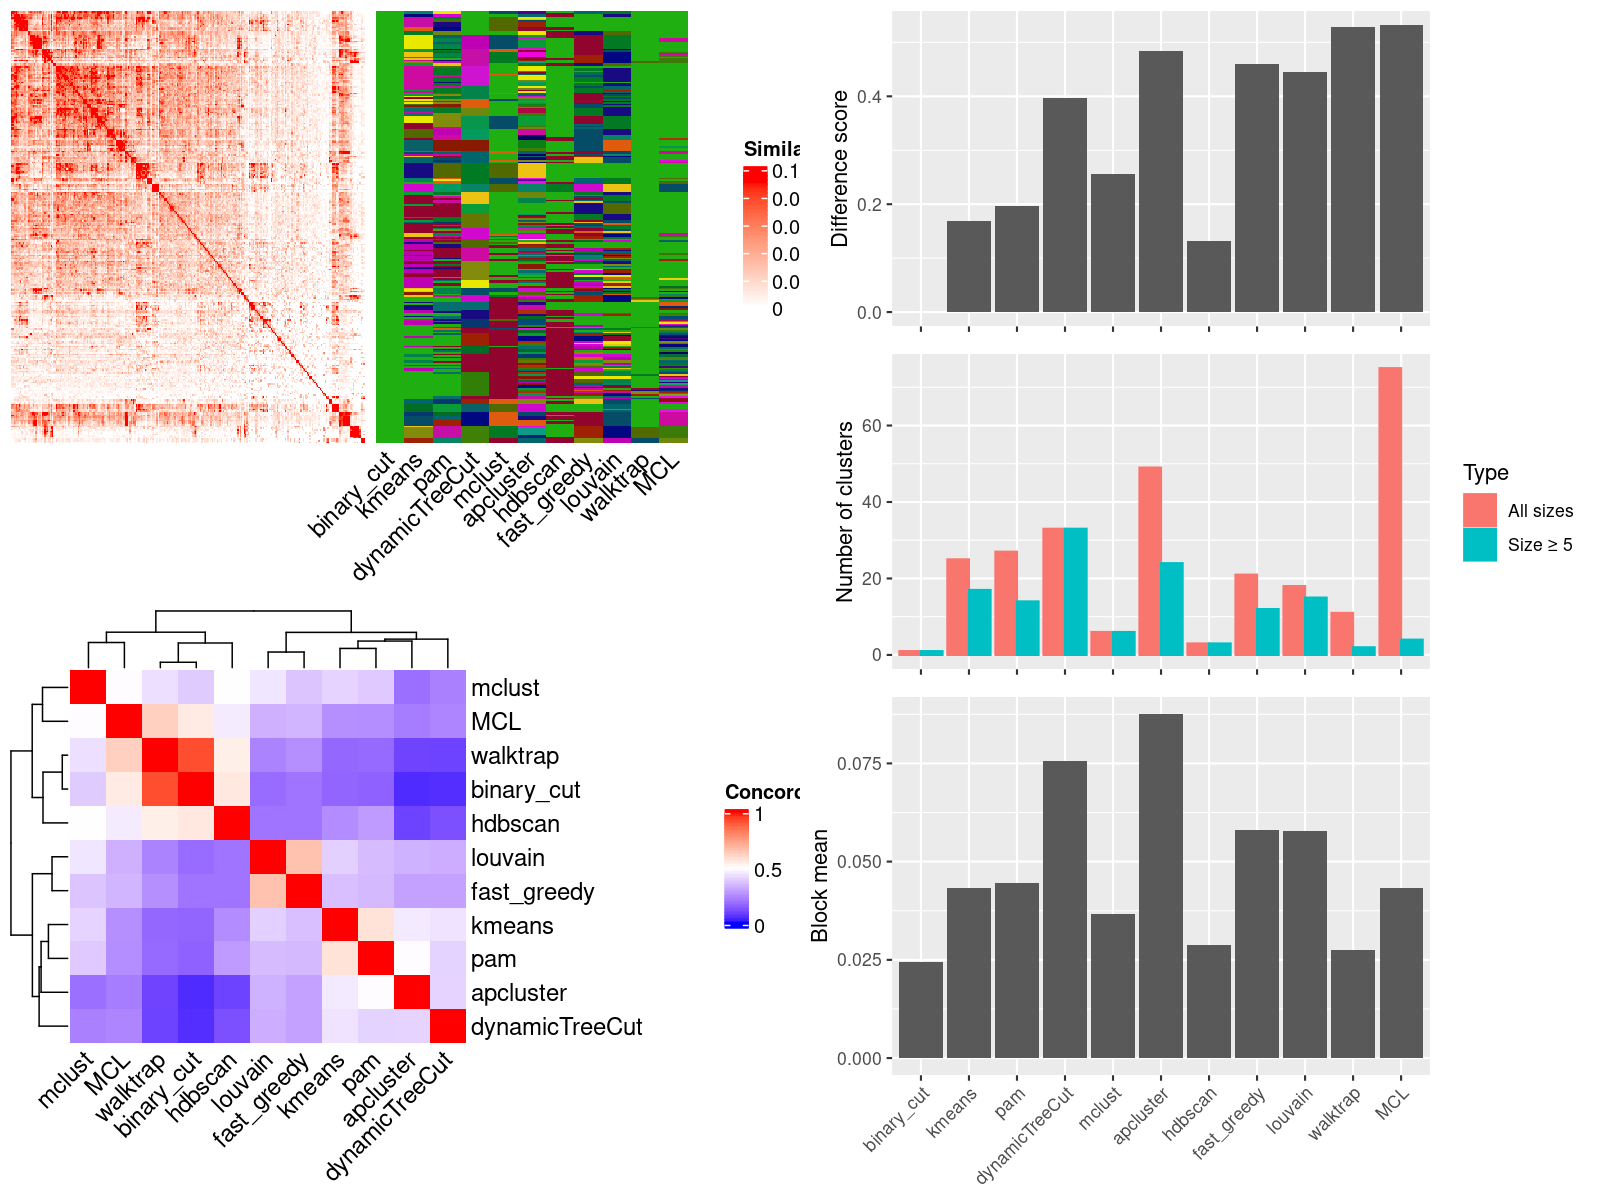 Simila
0.1
0.0
0.0
0.0
0.0
0
binary_cut
kmeans
pam
dynamicTreeCut
mclust
apcluster
hdbscan
fast_greedy
louvain
walktrap
MCL
mclust
MCL
walktrap
binary_cut
hdbscan
louvain
fast_greedy
kmeans
pam
apcluster
dynamicTreeCut
mclust
MCL
walktrap
binary_cut
hdbscan
louvain
fast_greedy
kmeans
pam
apcluster
dynamicTreeCut
Concord
1
0.5
0
Difference score
0.4
0.2
0.0
Number of clusters
60
40
20
0
Type
All sizes
Size ≥ 5
Block mean
0.075
0.050
0.025
0.000
binary_cut
kmeans
pam
dynamicTreeCut
mclust
apcluster
hdbscan
fast_greedy
louvain
walktrap
MCL